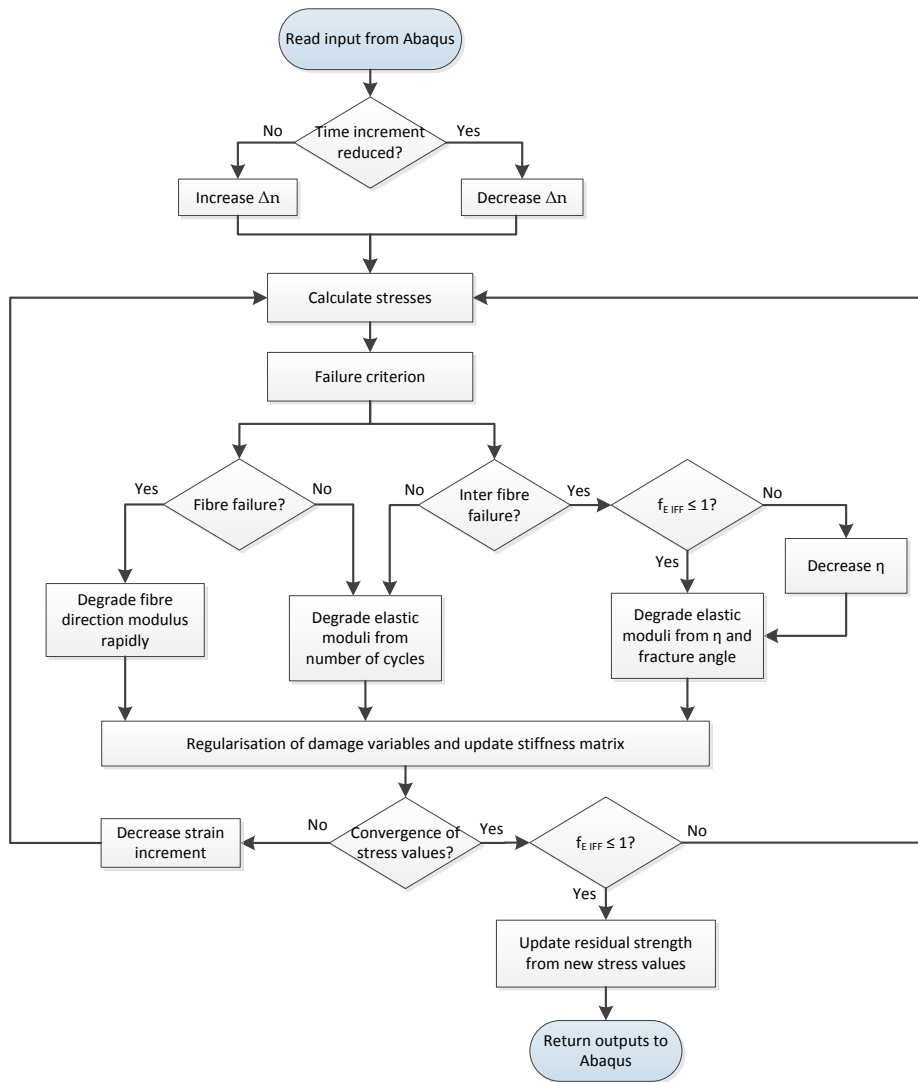 Read input from
Abaqus
No
Time increment
reduced?
Yes
Increase Δn
Decrease Δn
Calculate stresses
Failure criterion
Yes
Fibre failure?
No
No
Inter fibre
failure?
Yes
f_E IFF ≤ 1?
No
Yes
Decrease η
Degrade fibre
direction modulus
rapidly
Degrade elastic
moduli from
number of cycles
Degrade elastic
moduli from η and
fracture angle
Regularisation of damage variables and update stiffness matrix
Decrease strain
increment
No
Convergence of
stress values?
Yes
f_E IFF ≤ 1?
No
Yes
Update residual strength
from new stress values
Return outputs to
Abaqus